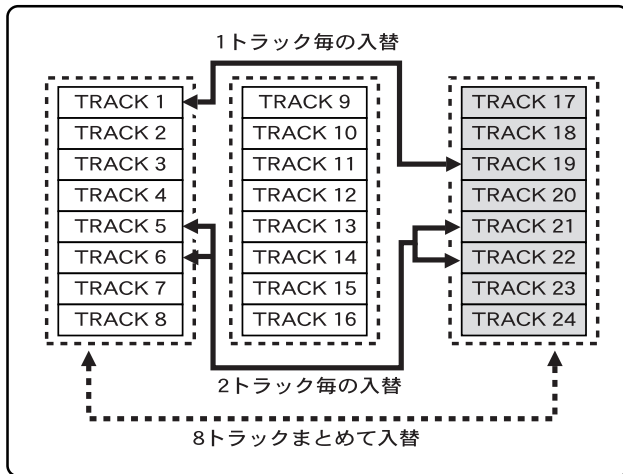 1トラック毎の入替
TRACK 1
TRACK 2
TRACK 3
TRACK 4
TRACK 5
TRACK 6
TRACK 7
TRACK 8
TRACK 9
TRACK 10
TRACK 11
TRACK 12
TRACK 13
TRACK 14
TRACK 15
TRACK 16
TRACK 17
TRACK 18
TRACK 19
TRACK 20
TRACK 21
TRACK 22
TRACK 23
TRACK 24
2トラック毎の入替
8トラックまとめて入替